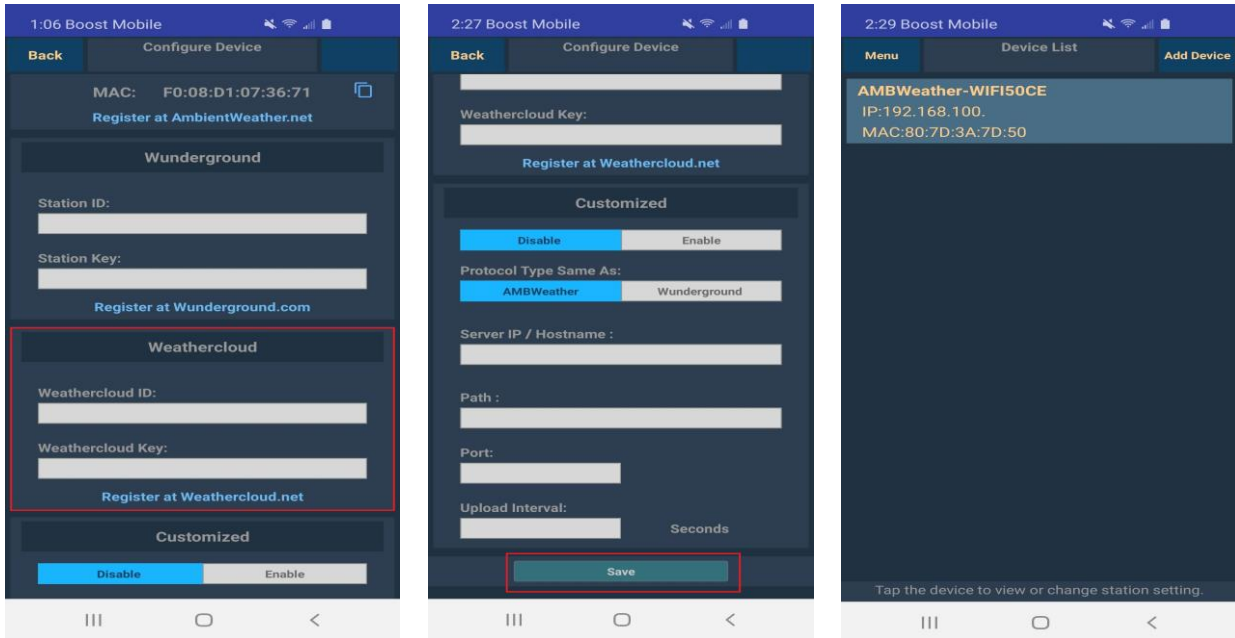 1:06 Boost Mobile
Back
Configure Device
MAC: F0:08:D1:07:36:71
Register at AmbientWeather.net
Wunderground
Station ID:
Station Key:
Register at Wunderground.com
Weathercloud
Weathercloud ID:
Weathercloud Key:
Register at Weathercloud.net
Customized
Disable Enable
2:27 Boost Mobile
Back
Configure Device
Weathercloud Key:
Register at Weathercloud.net
Customized
Disable Enable
Protocol Type Same As:
AMBWeather Wunderground
Server IP / Hostname :
Path :
Port:
Upload Interval:
Seconds
Save
2:29 Boost Mobile
Menu
Device List
Add Device
AMBWeather-WIFI50CE
IP:192.168.100.
MAC:80:7D:3A:7D:50
Tap the device to view or change station setting.